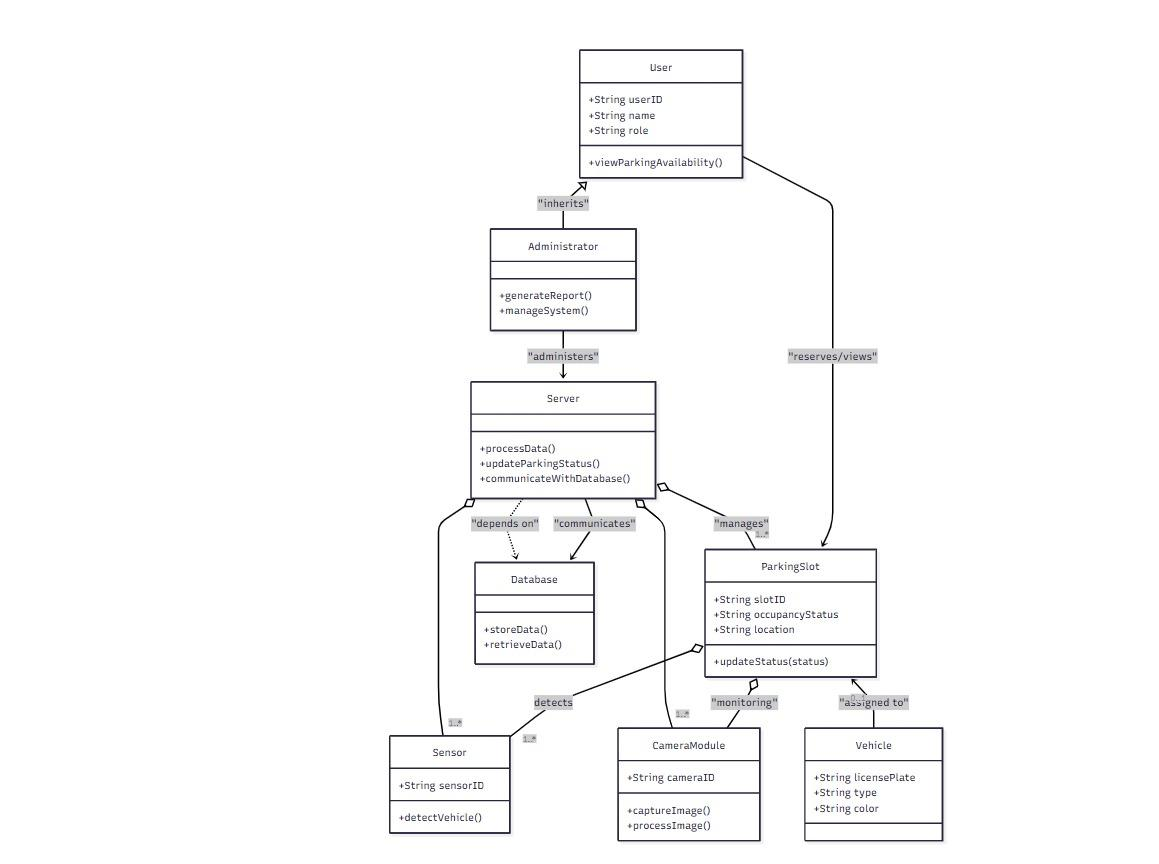 User
+String userID
+String name
+String role
+viewParkingAvailability()
"inherits"
Administrator
+generateReport()
+manageSystem()
"administers"
"reserves/views"
Server
+processData()
+updateParkingStatus()
+communicateWithDatabase()
"depends on"
"communicates"
"manages"
1..*
Database
+storeData()
+retrieveData()
ParkingSlot
+String slotID
+String occupancyStatus
+String location
+updateStatus(status)
detects
"monitoring"
0..1
"assigned to"
1..*
1..*
1..*
Sensor
+String sensorID
+detectVehicle()
CameraModule
+String cameraID
+captureImage()
+processImage()
Vehicle
+String licensePlate
+String type
+String color